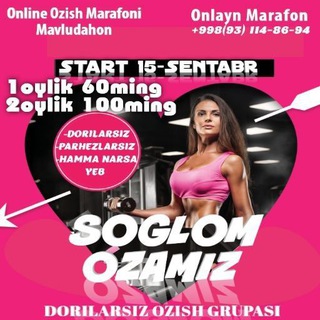 Online Ozish Marafoni
Mavludahon
Onlayn Marafon
+998(93) 114-86-94
START 15-SENTABR
1oylik 60ming
2oylik 100ming
-DORILARSIZ
-PARHEZLARSIZ
-HAMMA NARSA
YEB
SOGLOM
OZAMIZ
DORILARSIZ OZISH GRUPASI